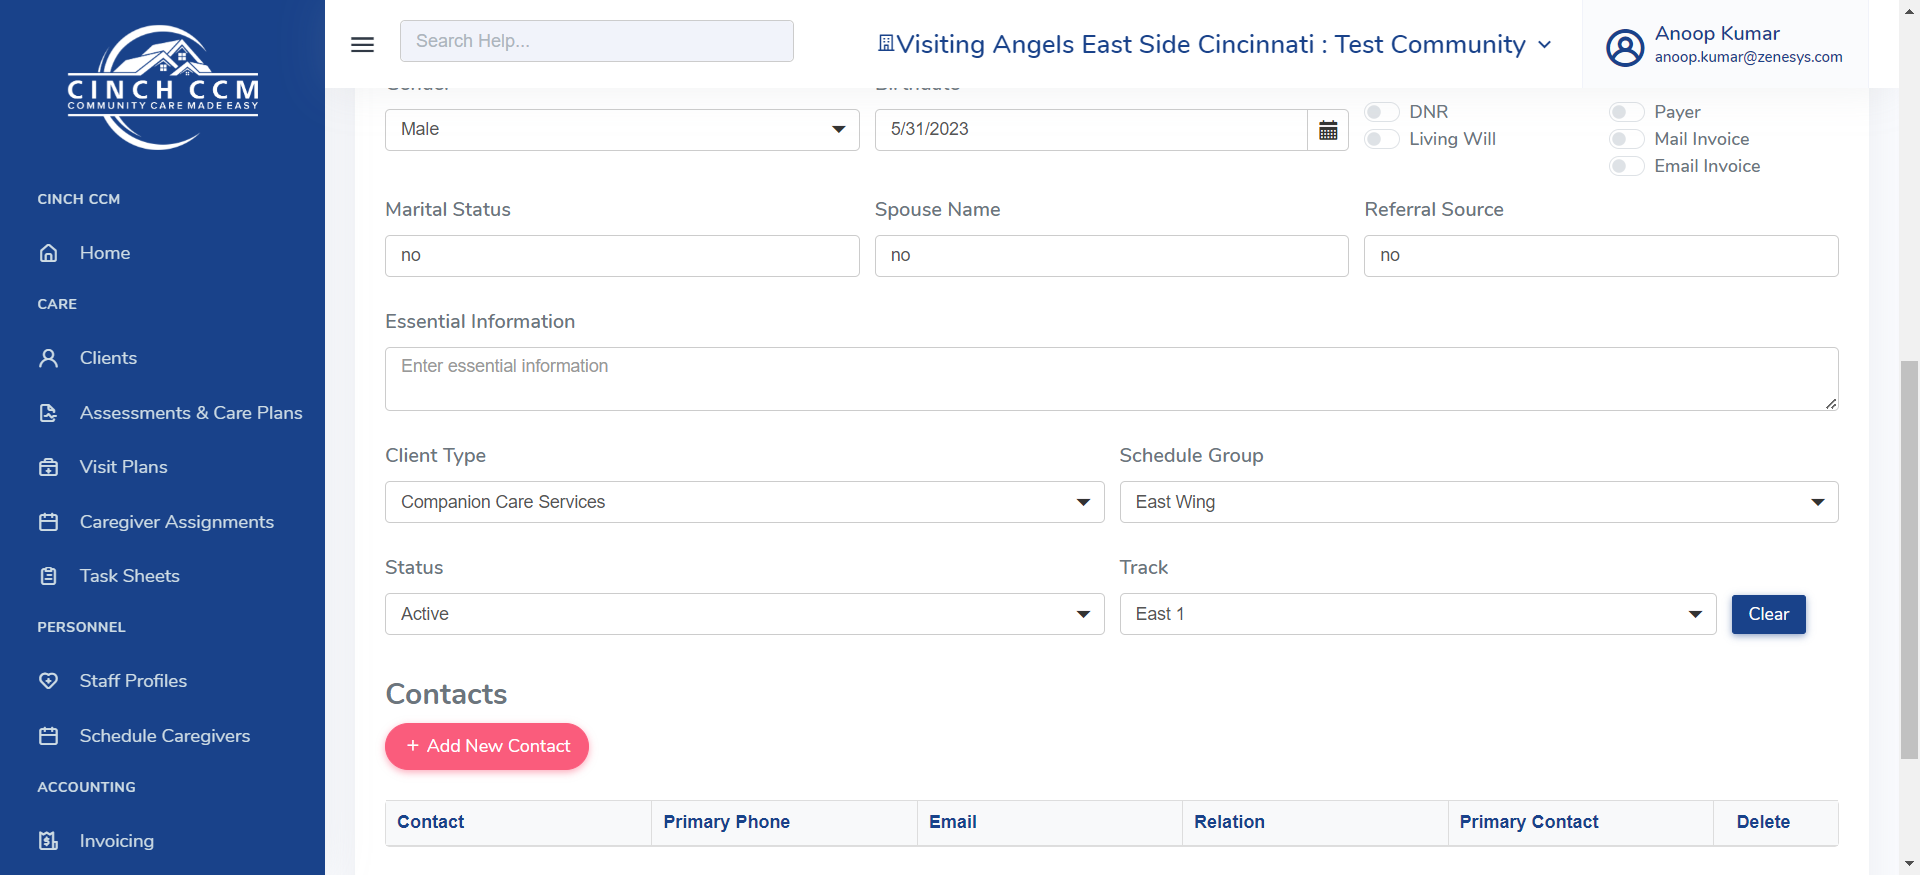 CINCH CCM
COMMUNITY CARE MADE EASY
CINCH CCM
Home
CARE
Clients
Assessments & Care Plans
Visit Plans
Caregiver Assignments
Task Sheets
PERSONNEL
Staff Profiles
Schedule Caregivers
ACCOUNTING
Invoicing
Search Help...
Visiting Angels East Side Cincinnati : Test Community
Anoop Kumar
anoop.kumar@zenesys.com
Gender
Birthdate
Male
5/31/2023
DNR
Living Will
Payer
Mail Invoice
Email Invoice
Marital Status
Spouse Name
Referral Source
no
no
no
Essential Information
Enter essential information
Client Type
Schedule Group
Companion Care Services
East Wing
Status
Track
Active
East 1
Clear
Contacts
+ Add New Contact
Contact
Primary Phone
Email
Relation
Primary Contact
Delete